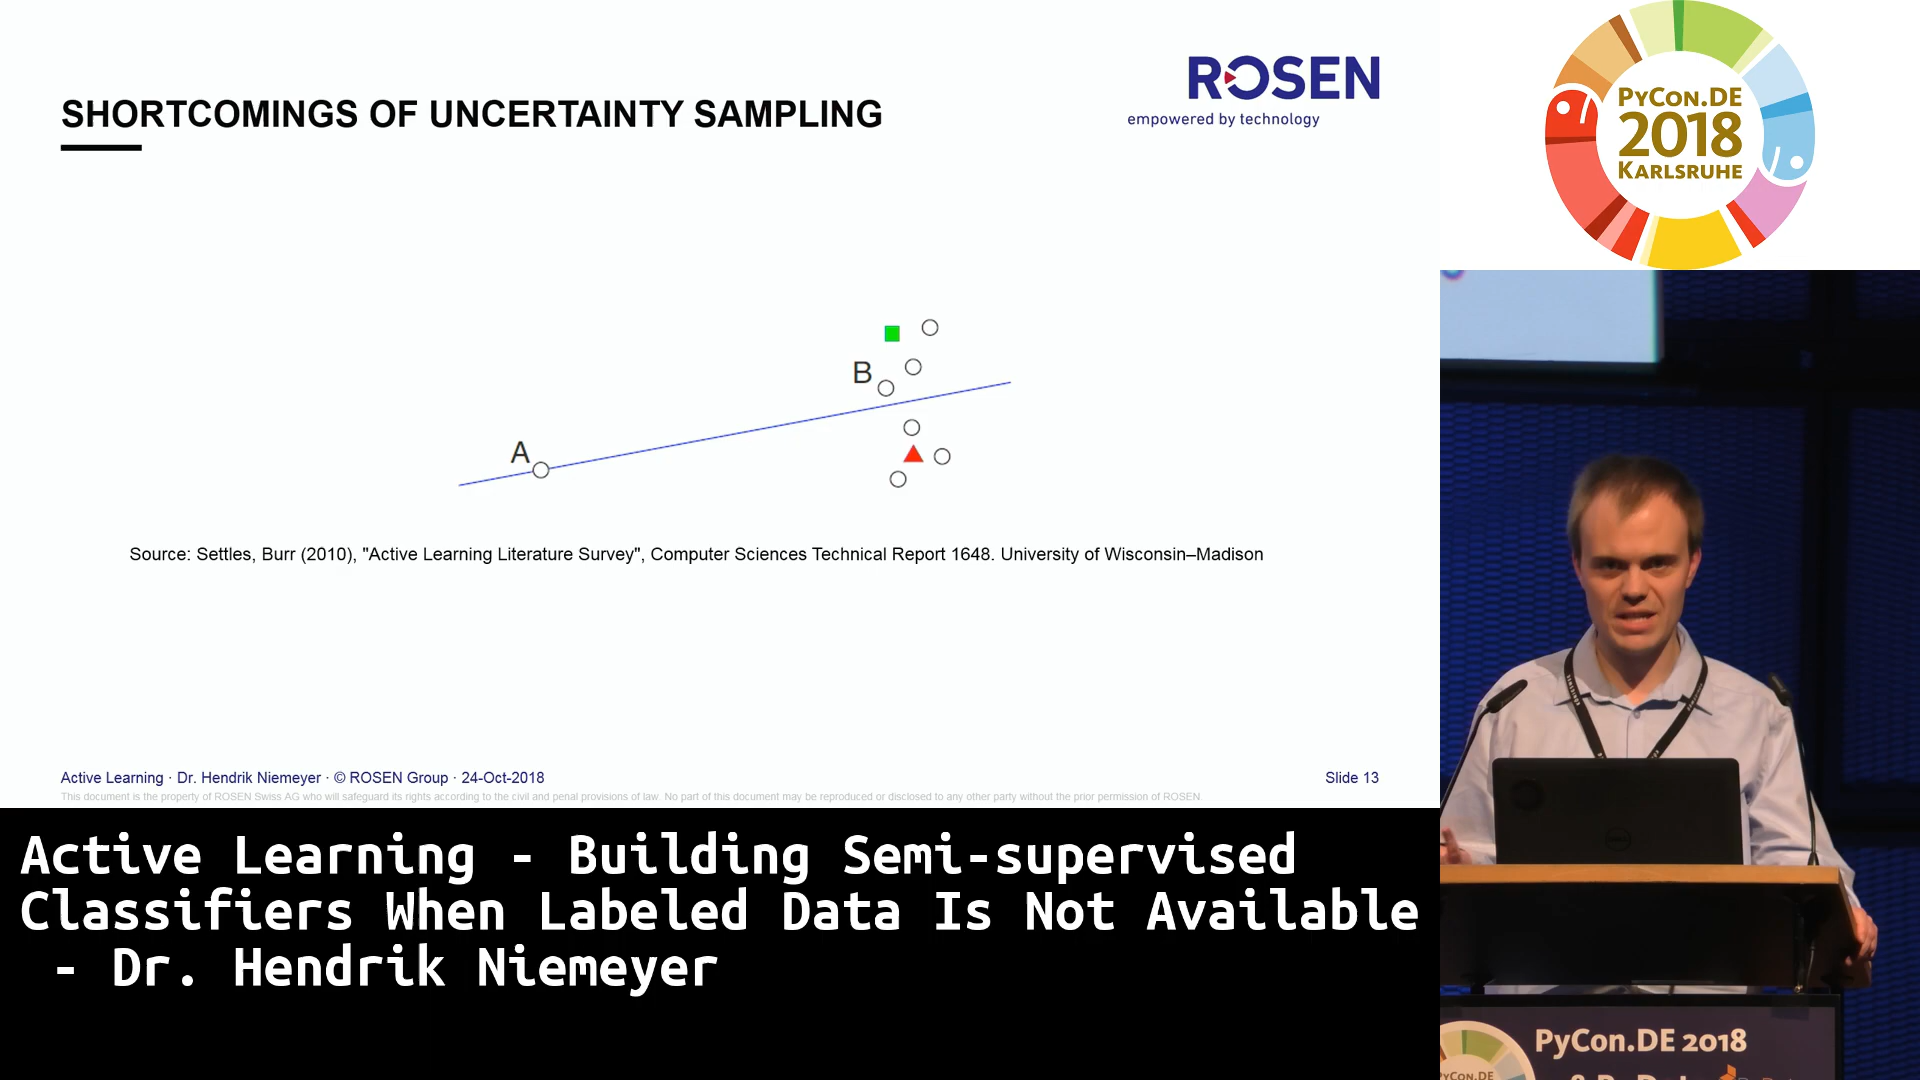 SHORTCOMINGS OF UNCERTAINTY SAMPLING
ROSEN
empowered by technology
B
A
Source: Settles, Burr (2010), "Active Learning Literature Survey", Computer Sciences Technical Report 1648. University of Wisconsin–Madison
Active Learning · Dr. Hendrik Niemeyer · © ROSEN Group · 24-Oct-2018
Slide 13
This document is the property of ROSEN Swiss AG who will safeguard its rights according to the civil and penal provisions of law. No part of this document may be reproduced or disclosed to any other party without the prior permission of ROSEN.
PYCON.DE
2018
KARLSRUHE
Active Learning - Building Semi-supervised
Classifiers When Labeled Data Is Not Available
- Dr. Hendrik Niemeyer
PyCon.DE 2018